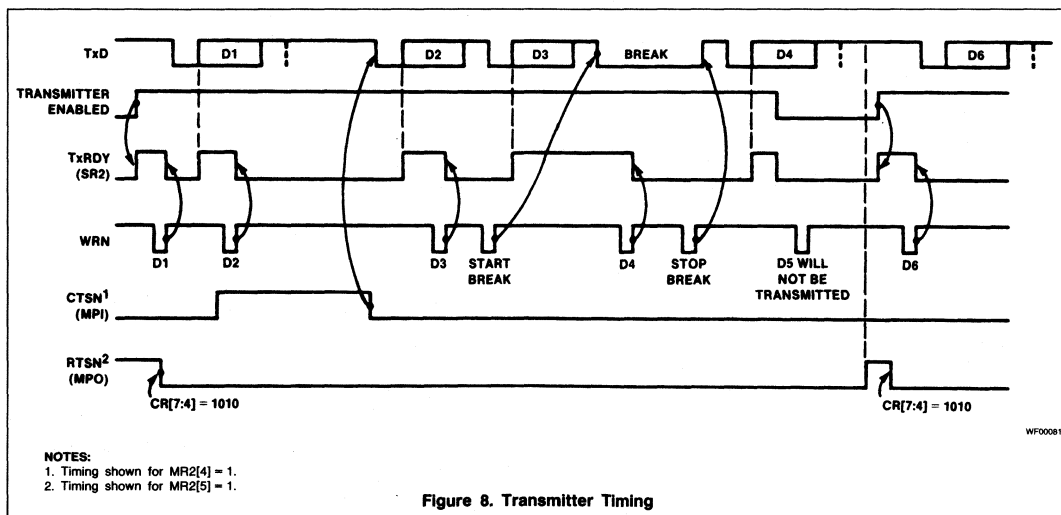 TxD
D1
D2
D3
BREAK
D4
D6
TRANSMITTER
ENABLED
TxRDY
(SR2)
WRN
D1
D2
D3
START
BREAK
D4
STOP
BREAK
D5 WILL
NOT BE
TRANSMITTED
D6
CTSN1
(MPI)
RTSN2
(MPO)
CR[7:4] = 1010
CR[7:4] = 1010
WF00081
NOTES:
1. Timing shown for MR2[4] = 1.
2. Timing shown for MR2[5] = 1.
Figure 8. Transmitter Timing